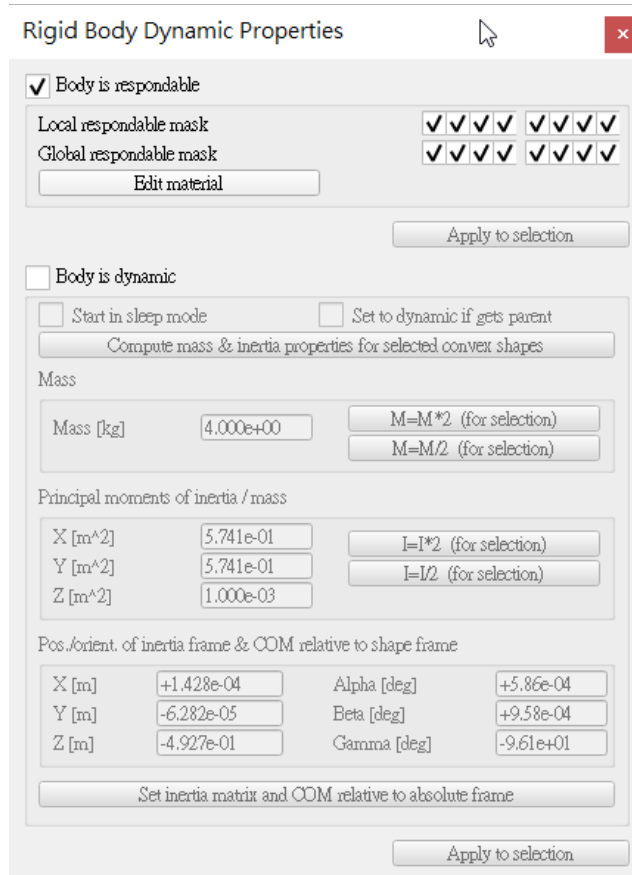 Rigid Body Dynamic Properties
Body is respondable
Local respondable mask
Global respondable mask
Edit material
Apply to selection
Body is dynamic
Start in sleep mode Set to dynamic if gets parent
Compute mass & inertia properties for selected convex shapes
Mass
Mass [kg] 4.000e+00 M=M*2 (for selection)
M=M/2 (for selection)
Principal moments of inertia / mass
X [m^2] 5.741e-01 I=I*2 (for selection)
Y [m^2] 5.741e-01 I=I/2 (for selection)
Z [m^2] 1.000e-03
Pos./orient. of inertia frame & COM relative to shape frame
X [m] +1.428e-04 Alpha [deg] +5.86e-04
Y [m] -6.282e-05 Beta [deg] +9.58e-04
Z [m] -4.927e-01 Gamma [deg] -9.61e+01
Set inertia matrix and COM relative to absolute frame
Apply to selection